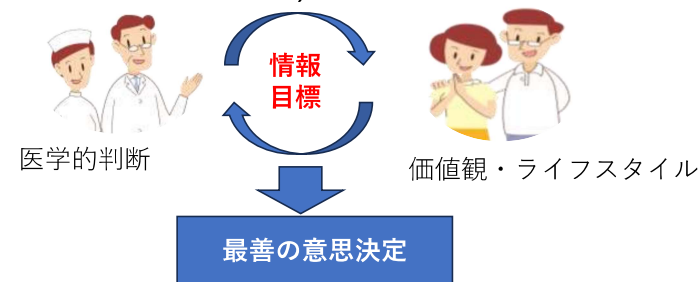 情報
目標
医学的判断
価値観・ライフスタイル
最善の意思決定